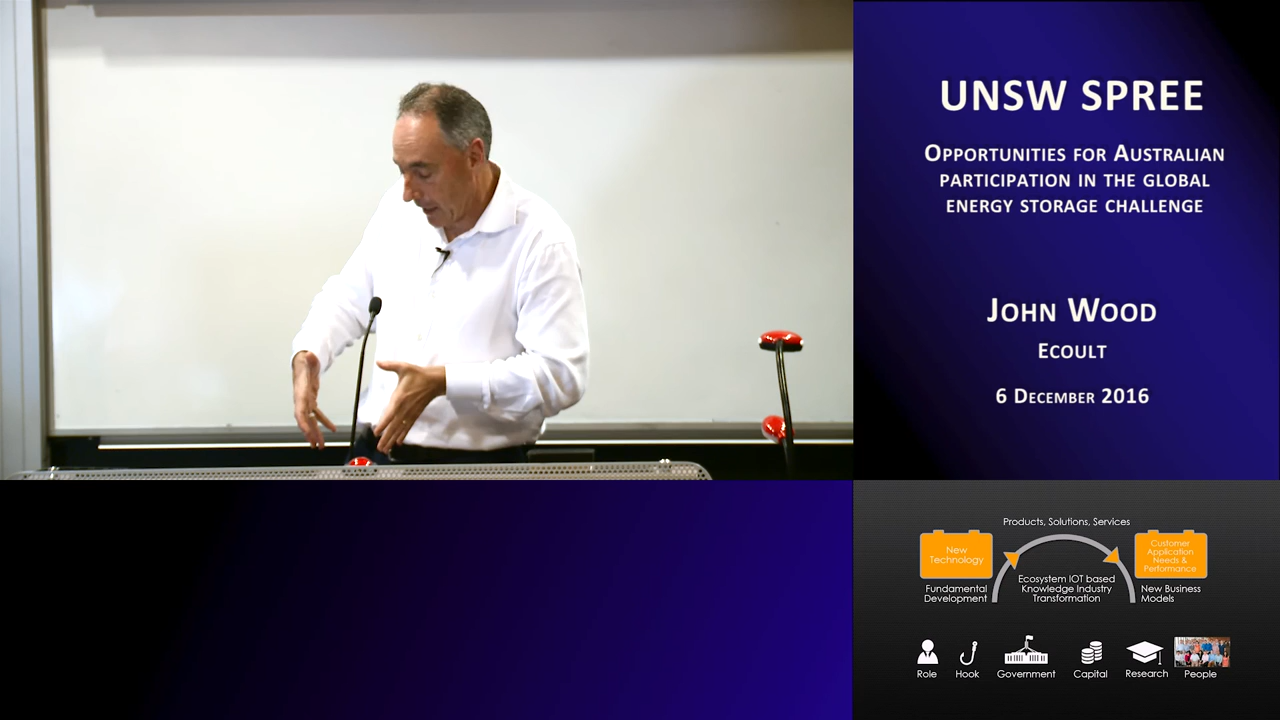 UNSW SPREE
OPPORTUNITIES FOR AUSTRALIAN
PARTICIPATION IN THE GLOBAL
ENERGY STORAGE CHALLENGE
JOHN WOOD
ECOULT
6 DECEMBER 2016
Products, Solutions, Services
New
Technology
Customer
Application
Needs &
Performance
Fundamental
Development
Ecosystem IOT based
Knowledge Industry
Transformation
New Business
Models
Role
Hook
Government
Capital
Research
People